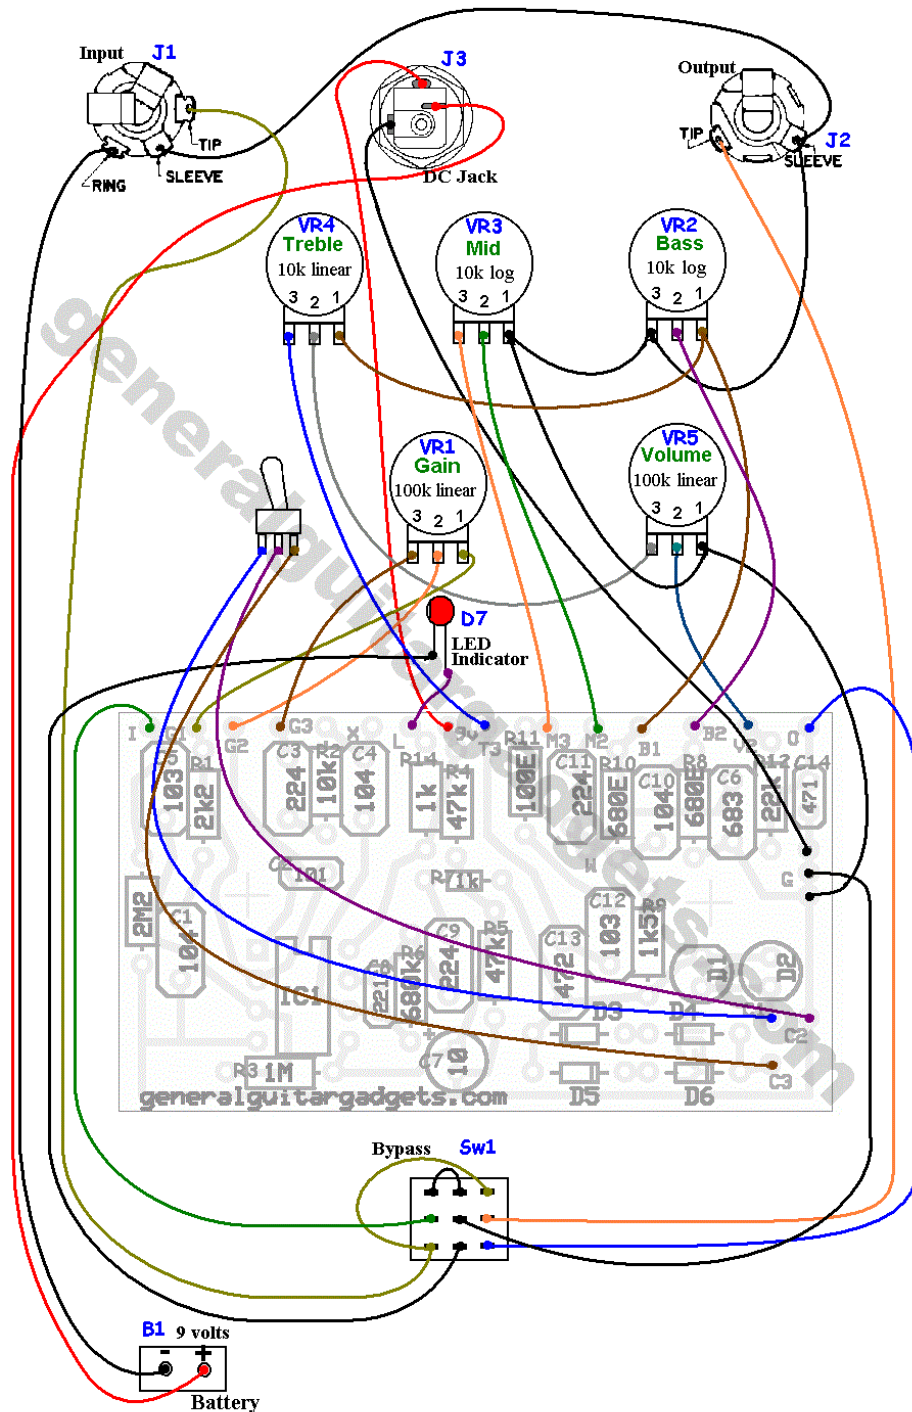 Input J1
J3
Output
TIP
RING
SLEEVE
DC Jack
TIP
J2
SLEEVE
VR4
Treble
10k linear
3 2 1
VR3
Mid
10k log
3 2 1
VR2
Bass
10k log
3 2 1
generalguitargadgets.com
VR1
Gain
100k linear
3 2 1
VR5
Volume
100k linear
3 2 1
D7
LED
Indicator
I G1 G2 G3 X L 9v T3 M3 M2 B1 B2 V2 O
C5 103
R1 2k2
C3 224
R2 10k
C4 104
R14 1k
47k
R11 100E
C11 224
R10 680E
C10 104
R8 680E
C6 683
R12 22k
C14 471
101
R7 1k
W
G
2M2
C1
IC1
C8 221
R6 680k
C9 224
R5 47k
C13 472
C12 103
R9 1k5
D1
D2
D3
D4
C2
R3 1M
C7 10
+
D5
D6
C3
generalguitargadgets.com
Bypass Sw1
B1 9 volts
- +
Battery